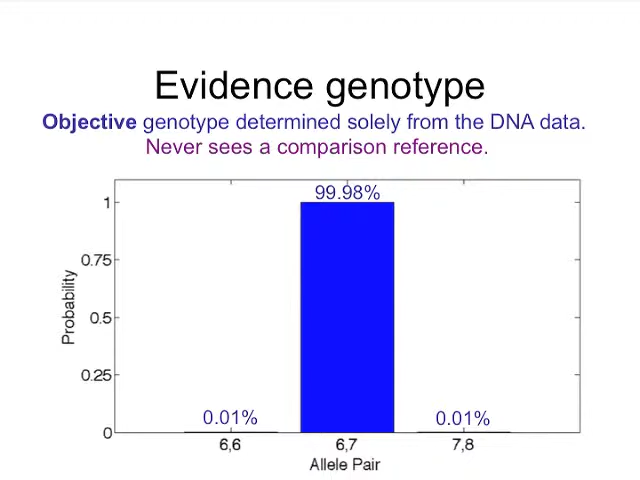 Evidence genotype
Objective genotype determined solely from the DNA data.
Never sees a comparison reference.
99.98%
1
0.75
Probability
0.5
0.25
0.01%
0.01%
0
6,6
6,7
7,8
Allele Pair